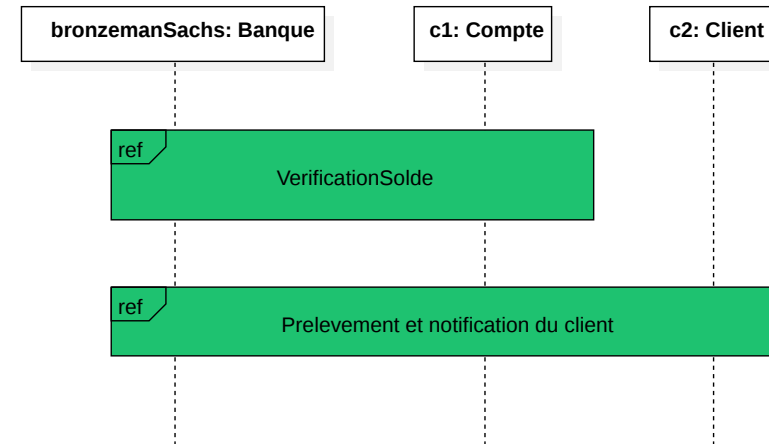 bronzemanSachs: Banque
c1: Compte
c2: Client
ref
VerificationSolde
ref
Prelevement et notification du client